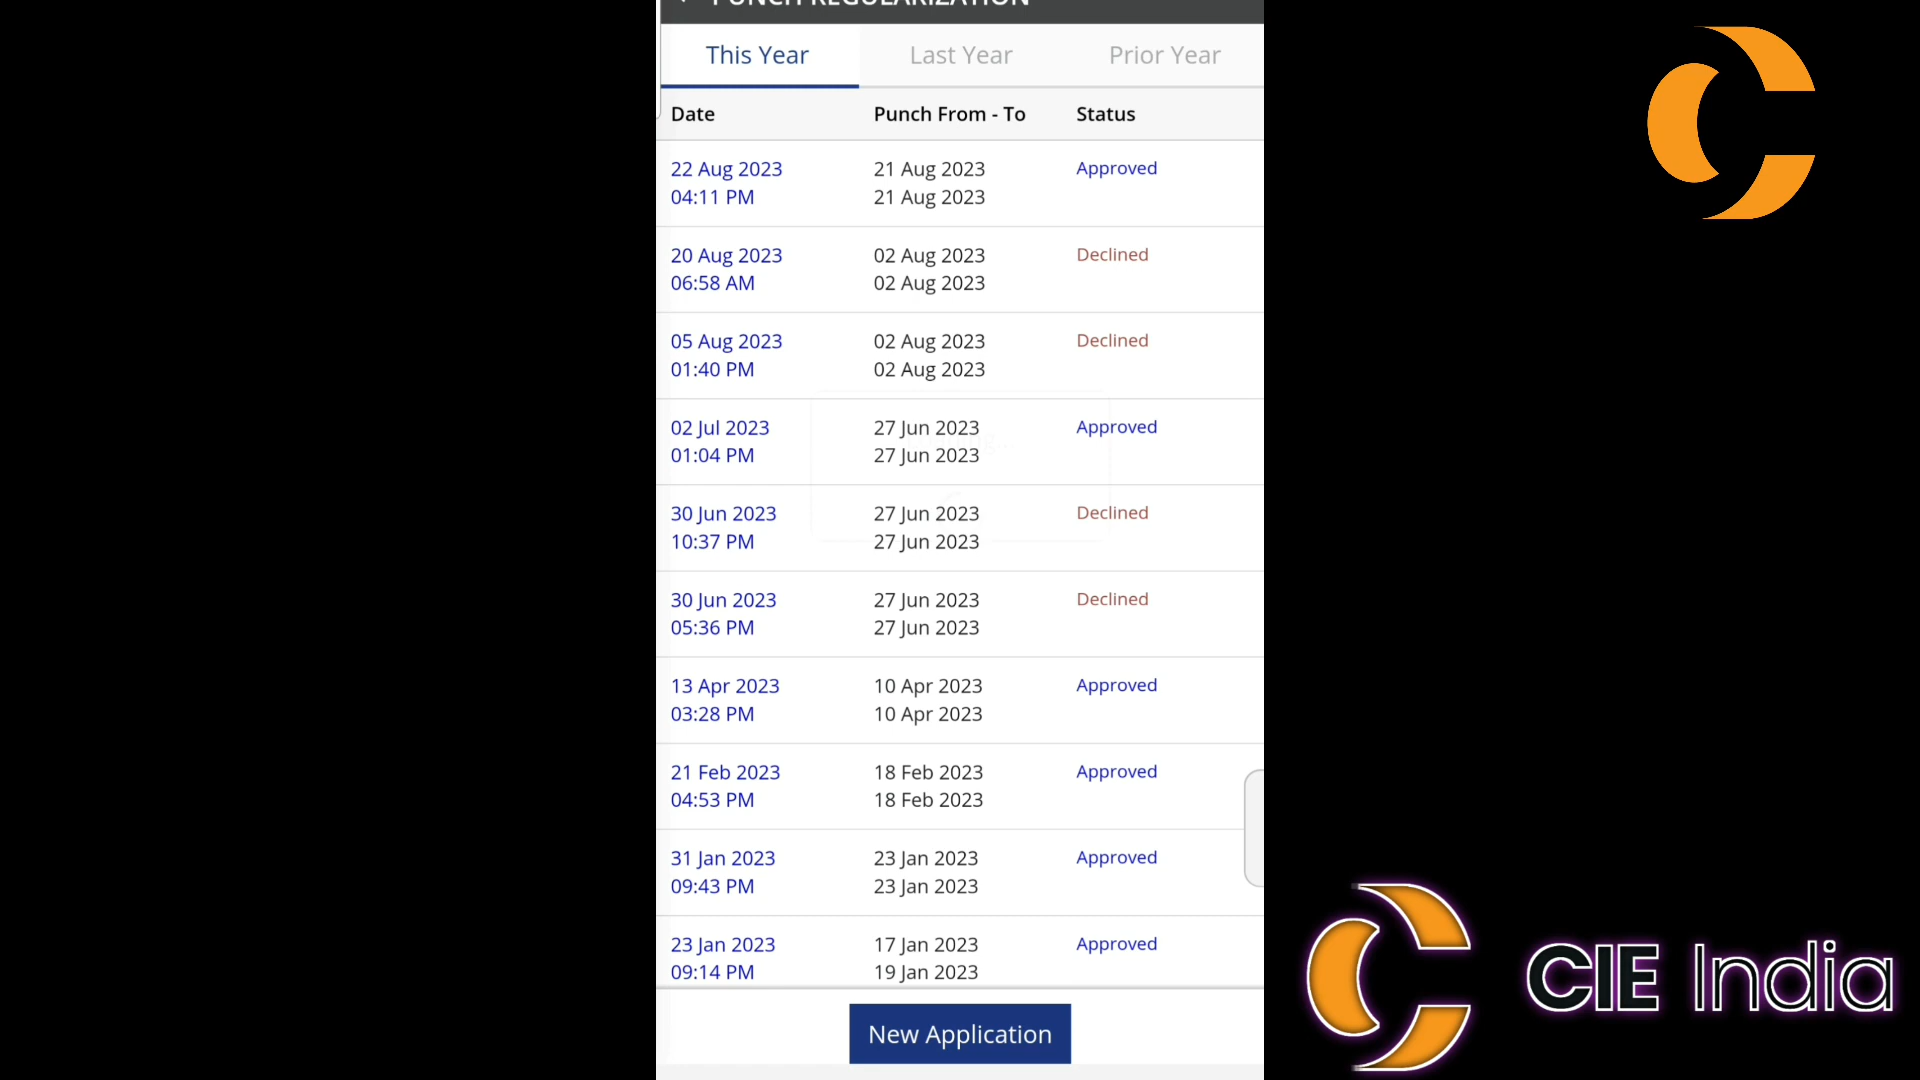 PUNCH REGULARIZATION
This Year Last Year Prior Year
Date Punch From - To Status
22 Aug 2023 21 Aug 2023 Approved
04:11 PM 21 Aug 2023
20 Aug 2023 02 Aug 2023 Declined
06:58 AM 02 Aug 2023
05 Aug 2023 02 Aug 2023 Declined
01:40 PM 02 Aug 2023
02 Jul 2023 27 Jun 2023 Approved
01:04 PM 27 Jun 2023
30 Jun 2023 27 Jun 2023 Declined
10:37 PM 27 Jun 2023
30 Jun 2023 27 Jun 2023 Declined
05:36 PM 27 Jun 2023
13 Apr 2023 10 Apr 2023 Approved
03:28 PM 10 Apr 2023
21 Feb 2023 18 Feb 2023 Approved
04:53 PM 18 Feb 2023
31 Jan 2023 23 Jan 2023 Approved
09:43 PM 23 Jan 2023
23 Jan 2023 17 Jan 2023 Approved
09:14 PM 19 Jan 2023
New Application
CIE India